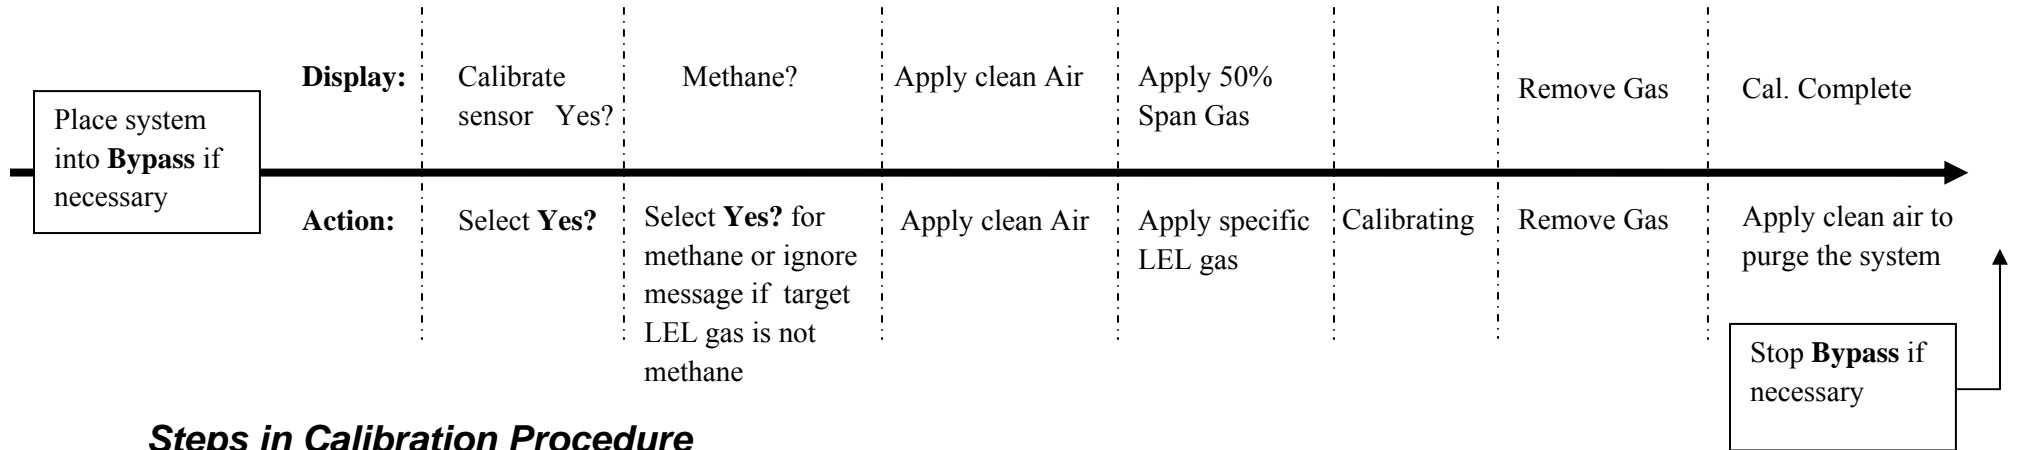 Place system
into Bypass if
necessary
Display:
Calibrate
sensor Yes?
Methane?
Apply clean Air
Apply 50%
Span Gas
Remove Gas
Cal. Complete
Action:
Select Yes?
Select Yes? for
methane or ignore
message if target
LEL gas is not
methane
Apply clean Air
Apply specific
LEL gas
Calibrating
Remove Gas
Apply clean air to
purge the system
Stop Bypass if
necessary
Steps in Calibration Procedure